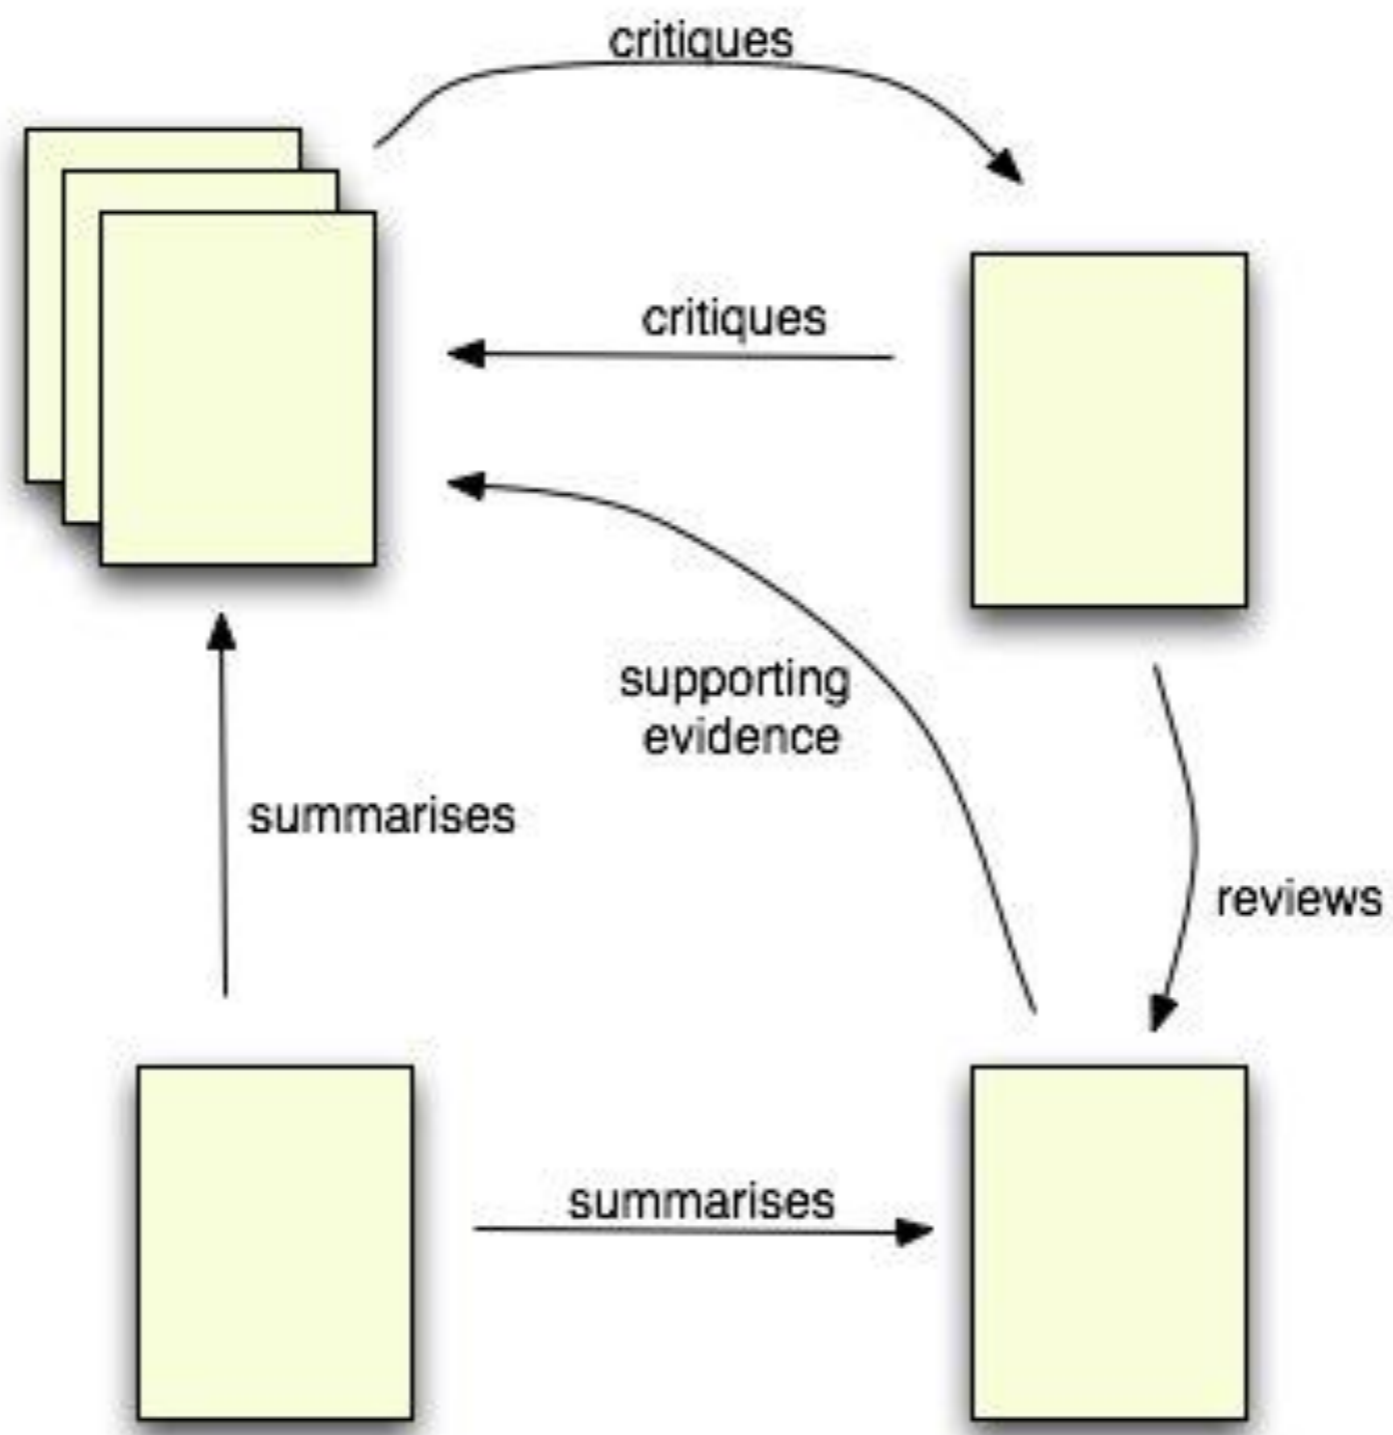 critiques
critiques
supporting
evidence
summarises
reviews
summarises